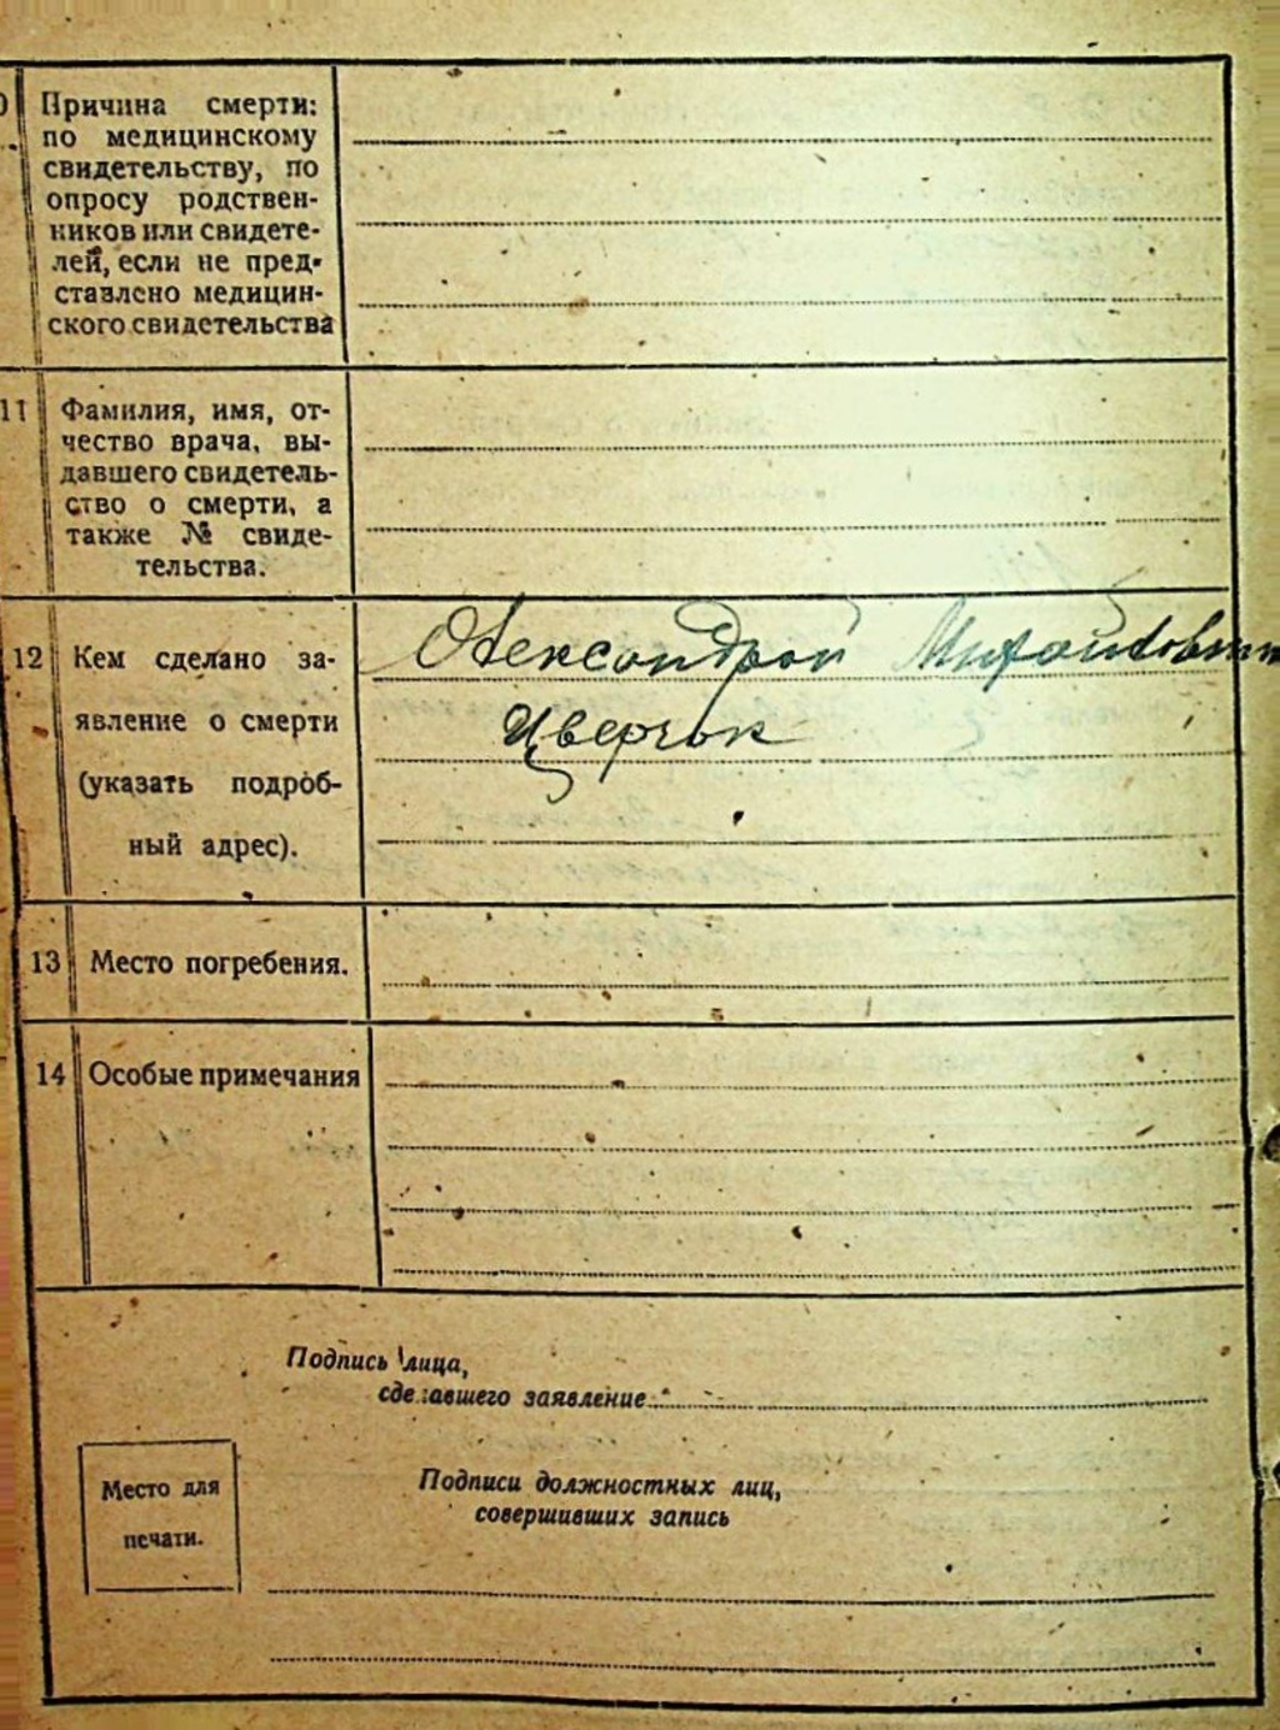 Причина смерти:
по медицинскому
свидетельству, по
опросу родствен-
ников или свидете-
лей, если не пред-
ставлено медицин-
ского свидетельства
11 Фамилия, имя, от-
чество врача, вы-
давшего свидетель-
ство о смерти, а
также № свиде-
тельства.
12 Кем сделано за-
явление о смерти
(указать подроб-
ный адрес).
Александрой
Цверчок
13 Место погребения.
14 Особые примечания
Подпись лица,
сделавшего заявление
Место для
печати.
Подписи должностных лиц,
совершивших запись